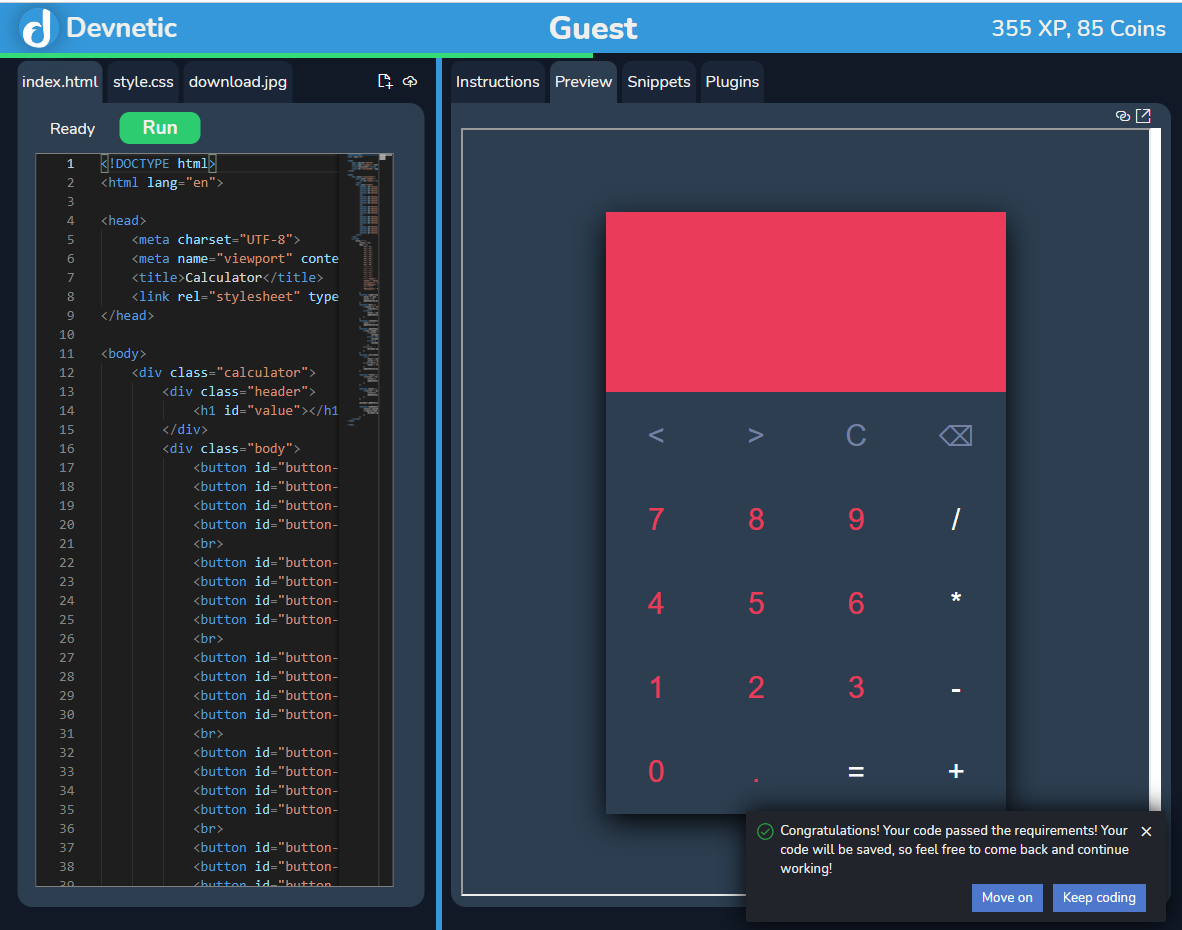 Devnetic
Guest
355 XP, 85 Coins
index.html
style.css
download.jpg
Ready
Run
1 <!DOCTYPE html>
2 <html lang="en">
3
4 <head>
5 <meta charset="UTF-8">
6 <meta name="viewport" conte
7 <title>Calculator</title>
8 <link rel="stylesheet" type
9 </head>
10
11 <body>
12 <div class="calculator">
13 <div class="header">
14 <h1 id="value"></h1
15 </div>
16 <div class="body">
17 <button id="button-
18 <button id="button-
19 <button id="button-
20 <button id="button-
21 <br>
22 <button id="button-
23 <button id="button-
24 <button id="button-
25 <button id="button-
26 <br>
27 <button id="button-
28 <button id="button-
29 <button id="button-
30 <button id="button-
31 <br>
32 <button id="button-
33 <button id="button-
34 <button id="button-
35 <button id="button-
36 <br>
37 <button id="button-
38 <button id="button-
39 <button id="button-
Instructions
Preview
Snippets
Plugins
< > C ⌫
7 8 9 /
4 5 6 *
1 2 3 -
0 . = +
Congratulations! Your code passed the requirements! Your
code will be saved, so feel free to come back and continue
working!
Move on
Keep coding